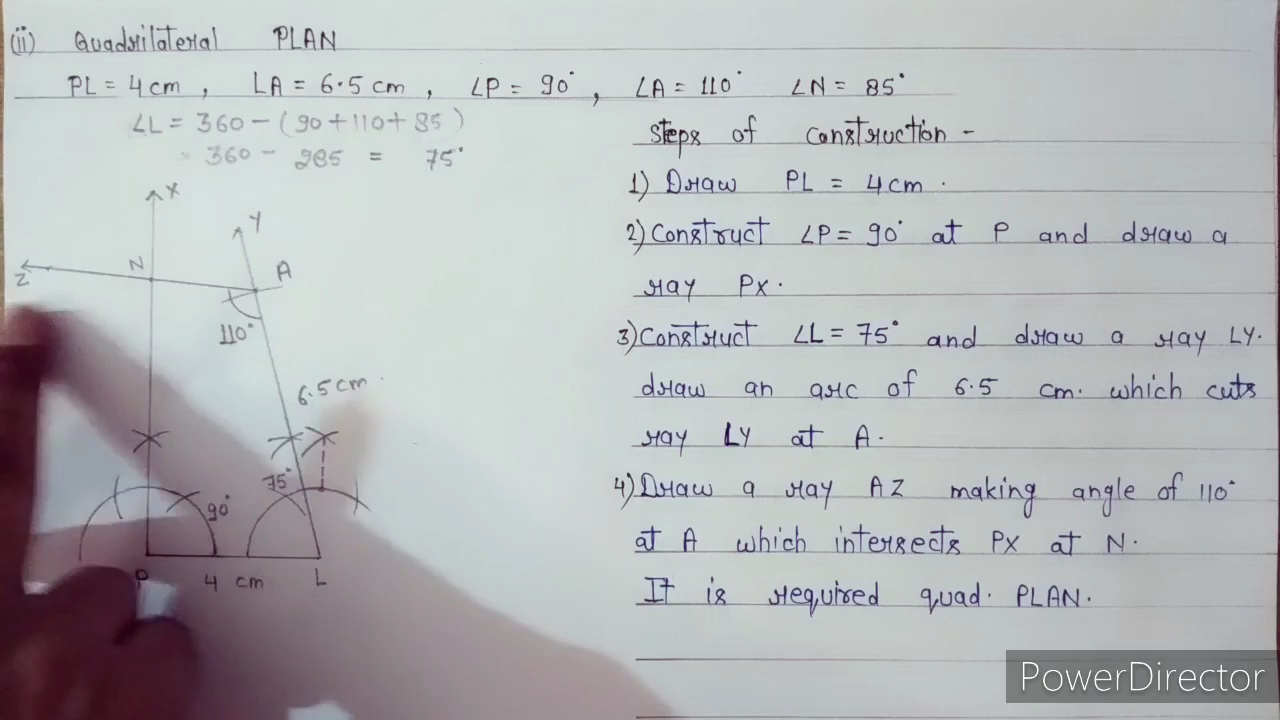 (ii) Quadrilateral PLAN
PL = 4 cm , LA = 6.5 cm , ∠P = 90° , ∠A = 110° ∠N = 85°
∠L = 360 - (90+110+85)
= 360 - 285 = 75°
X
Y
N
A
Z
110°
6.5 cm.
75°
90°
P 4 cm L
Steps of construction -
1) Draw PL = 4 cm .
2) Construct ∠P = 90° at P and draw a
ray PX.
3) Construct ∠L = 75° and draw a ray LY.
draw an arc of 6.5 cm. which cuts
ray LY at A.
4) Draw a ray AZ making angle of 110°
at A which intersects PX at N.
It is required quad. PLAN.
PowerDirector